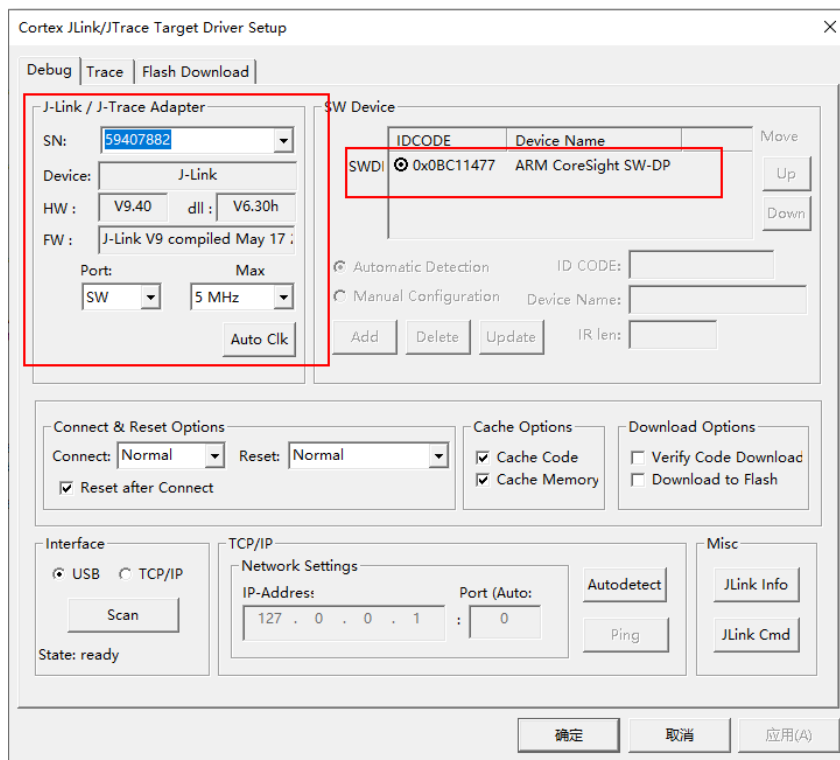 Cortex JLink/JTrace Target Driver Setup
Debug Trace Flash Download
J-Link / J-Trace Adapter
SN: 59407882
Device: J-Link
HW : V9.40 dll : V6.30h
FW : J-Link V9 compiled May 17
Port: Max
SW 5 MHz
Auto Clk
SW Device
IDCODE Device Name
SWDI 0x0BC11477 ARM CoreSight SW-DP
Move
Up
Down
Automatic Detection ID CODE:
Manual Configuration Device Name:
Add Delete Update IR len:
Connect & Reset Options
Connect: Normal Reset: Normal
Reset after Connect
Cache Options
Cache Code
Cache Memory
Download Options
Verify Code Download
Download to Flash
Interface
USB TCP/IP
Scan
State: ready
TCP/IP
Network Settings
IP-Address Port (Auto:
127 . 0 . 0 . 1 : 0
Autodetect
Ping
Misc
JLink Info
JLink Cmd
确定 取消 应用(A)